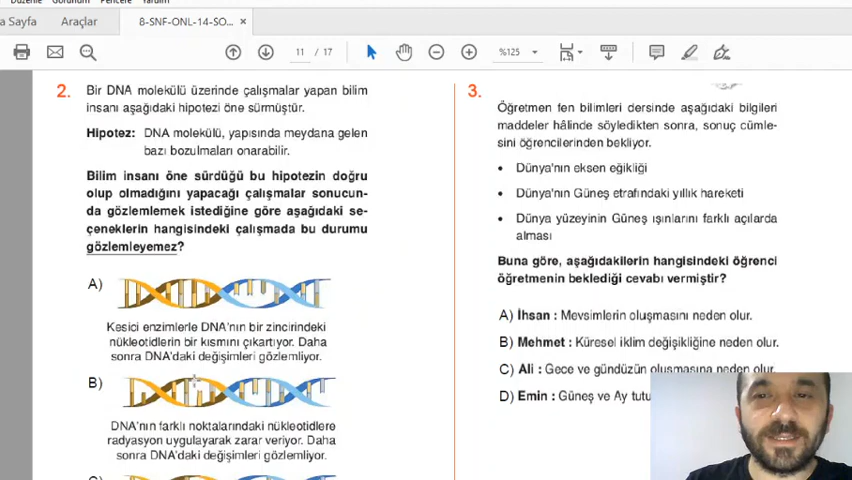 Düzenle Görünüm Pencere Yardım
a Sayfa
Araçlar
8-SNF-ONL-14-SO...
×
11 / 17
%125
2.
Bir DNA molekülü üzerinde çalışmalar yapan bilim
insanı aşağıdaki hipotezi öne sürmüştür.
Hipotez: DNA molekülü, yapısında meydana gelen
bazı bozulmaları onarabilir.
Bilim insanı öne sürdüğü bu hipotezin doğru
olup olmadığını yapacağı çalışmalar sonucun-
da gözlemlemek istediğine göre aşağıdaki se-
çeneklerin hangisindeki çalışmada bu durumu
gözlemleyemez?
A)
Kesici enzimlerle DNA'nın bir zincirindeki
nükleotidlerin bir kısmını çıkartıyor. Daha
sonra DNA'daki değişimleri gözlemliyor.
B)
DNA'nın farklı noktalarındaki nükleotidlere
radyasyon uygulayarak zarar veriyor. Daha
sonra DNA'daki değişimleri gözlemliyor.
3.
Öğretmen fen bilimleri dersinde aşağıdaki bilgileri
maddeler hâlinde söyledikten sonra, sonuç cümle-
sini öğrencilerinden bekliyor.
• Dünya'nın eksen eğikliği
• Dünya'nın Güneş etrafındaki yıllık hareketi
• Dünya yüzeyinin Güneş ışınlarını farklı açılarda
alması
Buna göre, aşağıdakilerin hangisindeki öğrenci
öğretmenin beklediği cevabı vermiştir?
A) İhsan : Mevsimlerin oluşmasını neden olur.
B) Mehmet : Küresel iklim değişikliğine neden olur.
C) Ali : Gece ve gündüzün oluşmasına neden olur.
D) Emin : Güneş ve Ay tutu